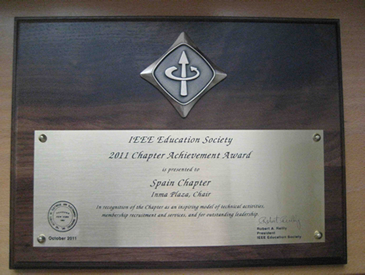 IEEE Education Society
2011 Chapter Achievement Award
is presented to
Spain Chapter
Inma Plaza, Chair
In recognition of the Chapter as an inspiring model of technical activities,
membership recruitment and services, and for outstanding leadership.
October 2011
Robert A. Reilly
President
IEEE Education Society